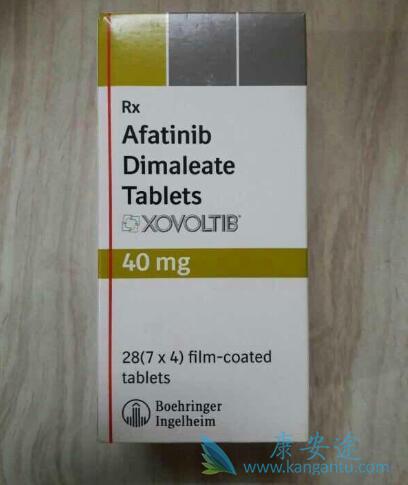 Rx
Afatinib
Dimaleate
Tablets
XOVOLTIB®
40 mg
28(7 x 4) film-coated
tablets
Boehringer
Ingelheim
康安途
www.kangantu.com